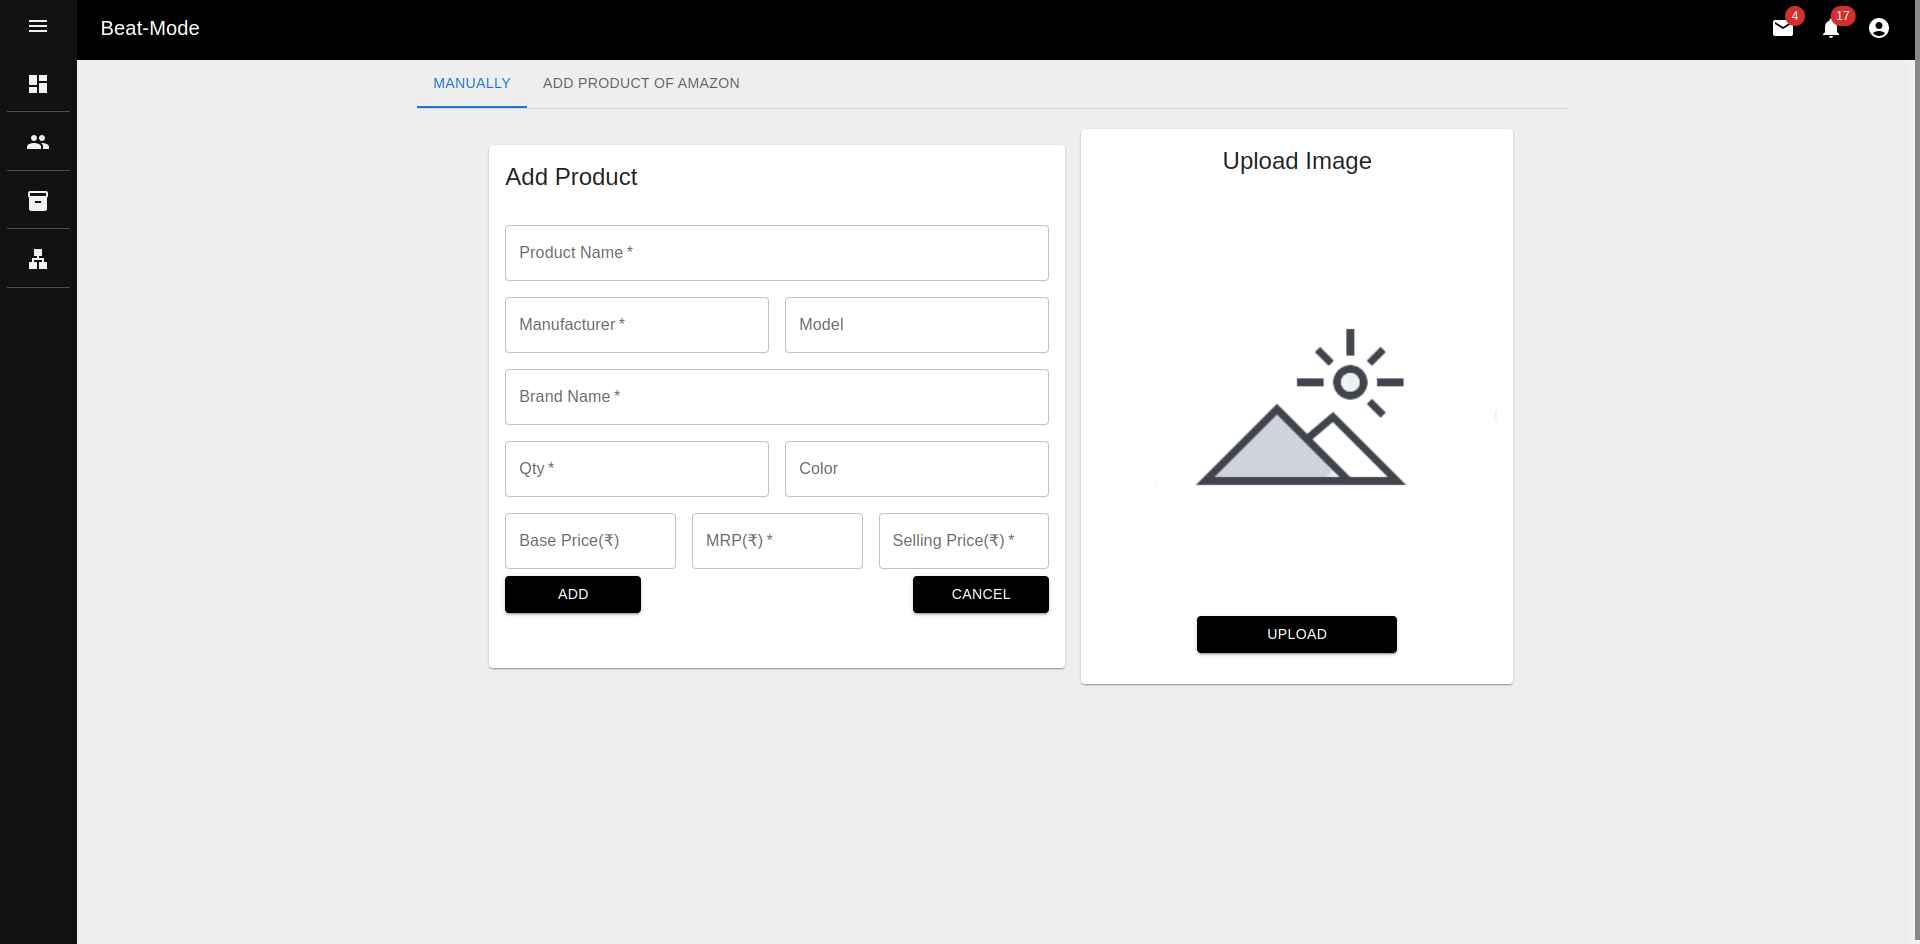 Beat-Mode
4
17
MANUALLY
ADD PRODUCT OF AMAZON
Add Product
Product Name *
Manufacturer *
Model
Brand Name *
Qty *
Color
Base Price(₹)
MRP(₹) *
Selling Price(₹) *
ADD
CANCEL
Upload Image
UPLOAD